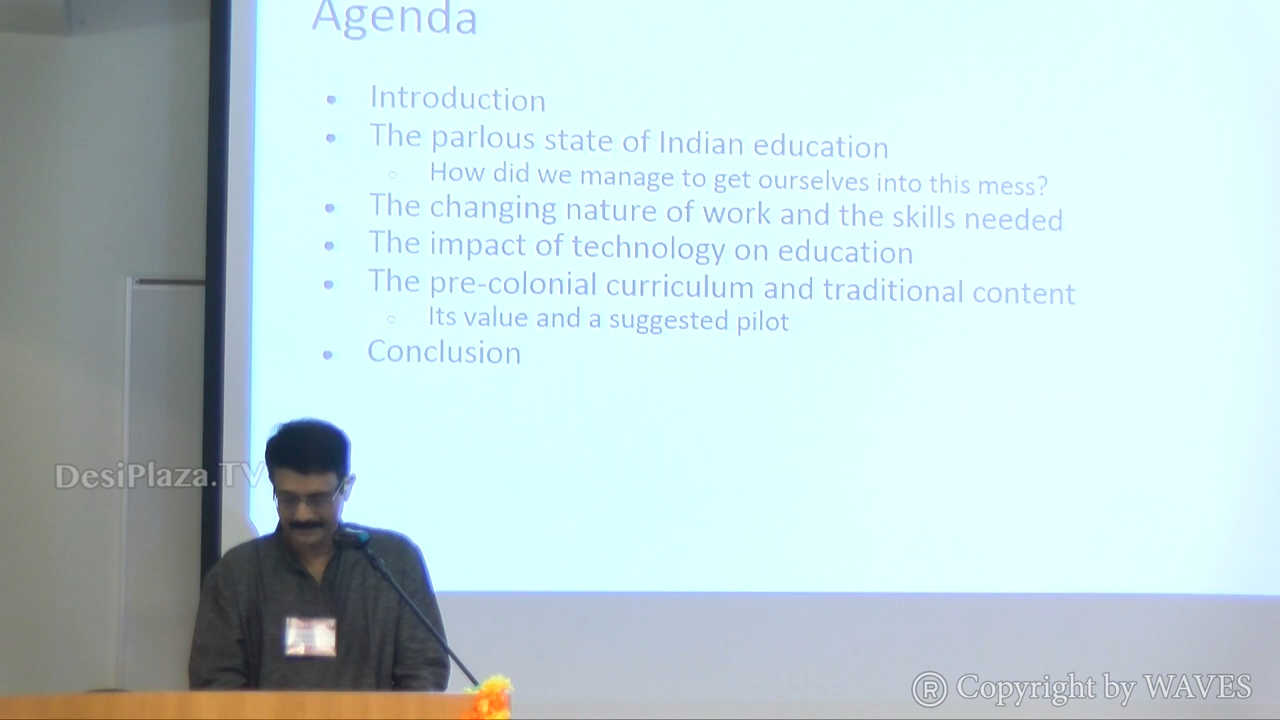 Agenda
• Introduction
• The parlous state of Indian education
○ How did we manage to get ourselves into this mess?
• The changing nature of work and the skills needed
• The impact of technology on education
• The pre-colonial curriculum and traditional content
○ Its value and a suggested pilot
• Conclusion
DesiPlaza.TV
® Copyright by WAVES